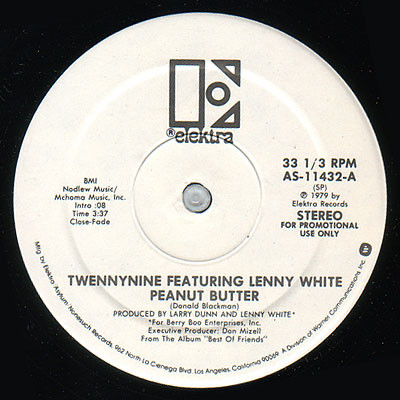 ® elektra
BMI
Nodlew Music/
Mchoma Music, Inc.
Intro :08
Time 3:37
Close-Fade
33 1/3 RPM
AS-11432-A
(SP)
℗ 1979 by
Elektra Records
STEREO
FOR PROMOTIONAL
USE ONLY
TWENNYNINE FEATURING LENNY WHITE
PEANUT BUTTER
(Donald Blackman)
PRODUCED BY LARRY DUNN AND LENNY WHITE*
*For Berry Boo Enterprises, Inc.
Executive Producer: Don Mizell
From The Album "Best Of Friends"
Mfg. by Elektra/Asylum/Nonesuch Records, 962 North La Cienega Blvd. Los Angeles, California 90069. A Division of Warner Communications Inc.